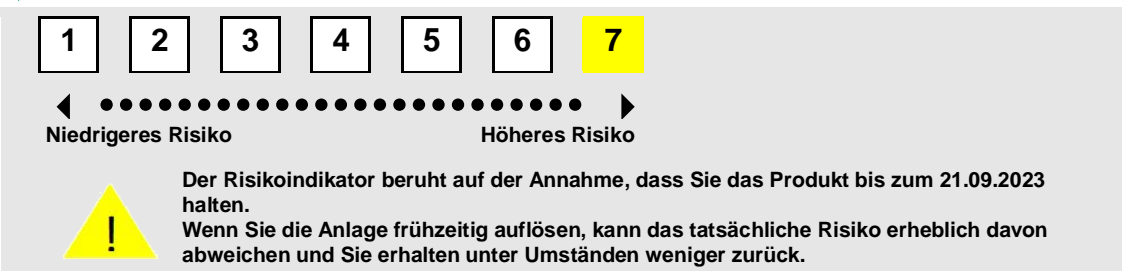 1 2 3 4 5 6 7
Niedrigeres Risiko Höheres Risiko
Der Risikoindikator beruht auf der Annahme, dass Sie das Produkt bis zum 21.09.2023
halten.
Wenn Sie die Anlage frühzeitig auflösen, kann das tatsächliche Risiko erheblich davon
abweichen und Sie erhalten unter Umständen weniger zurück.
!